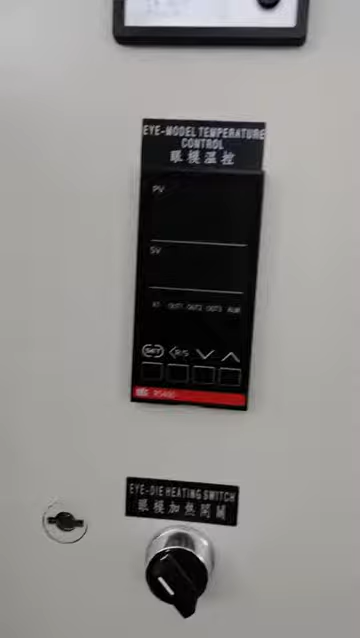 EYE-MODEL TEMPERATURE
CONTROL
眼模温控
PV
SV
AT OUT1 OUT2 OUT3 ALM
SET <R/S
EYE-DIE HEATING SWITCH
眼模加热開關